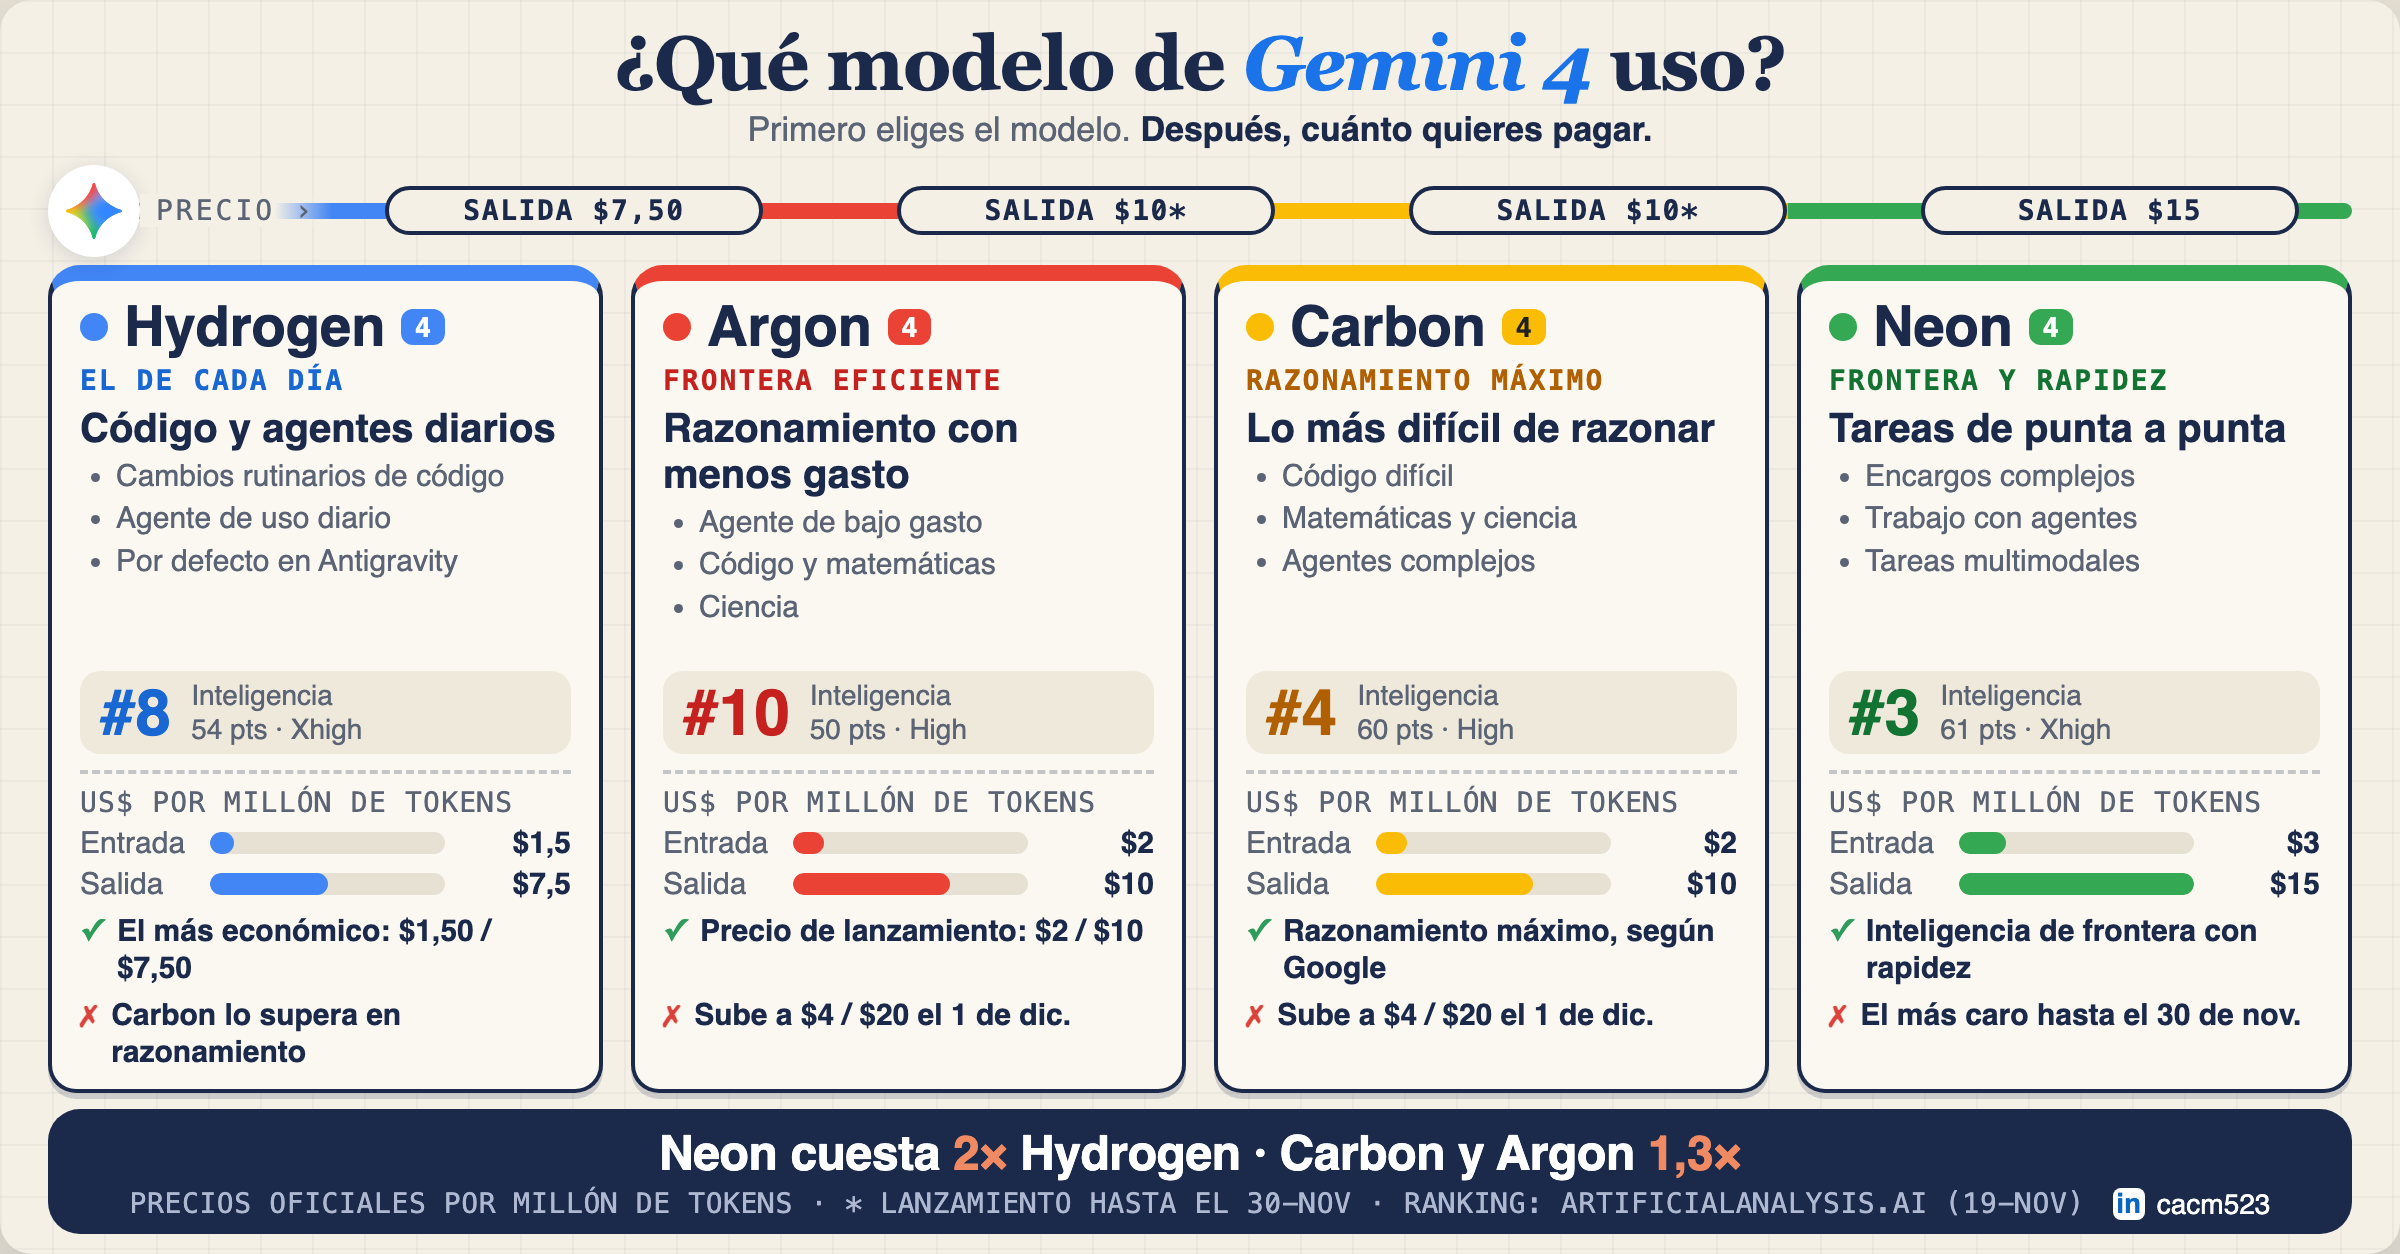 ¿Qué modelo de Gemini 4 uso?
Primero eliges el modelo. Después, cuánto quieres pagar.
PRECIO ›
SALIDA $7,50
SALIDA $10*
SALIDA $10*
SALIDA $15
Hydrogen 4
EL DE CADA DÍA
Código y agentes diarios
• Cambios rutinarios de código
• Agente de uso diario
• Por defecto en Antigravity
#8
Inteligencia
54 pts · Xhigh
US$ POR MILLÓN DE TOKENS
Entrada $1,5
Salida $7,5
✓ El más económico: $1,50 /
$7,50
✗ Carbon lo supera en
razonamiento
Argon 4
FRONTERA EFICIENTE
Razonamiento con
menos gasto
• Agente de bajo gasto
• Código y matemáticas
• Ciencia
#10
Inteligencia
50 pts · High
US$ POR MILLÓN DE TOKENS
Entrada $2
Salida $10
✓ Precio de lanzamiento: $2 / $10
✗ Sube a $4 / $20 el 1 de dic.
Carbon 4
RAZONAMIENTO MÁXIMO
Lo más difícil de razonar
• Código difícil
• Matemáticas y ciencia
• Agentes complejos
#4
Inteligencia
60 pts · High
US$ POR MILLÓN DE TOKENS
Entrada $2
Salida $10
✓ Razonamiento máximo, según
Google
✗ Sube a $4 / $20 el 1 de dic.
Neon 4
FRONTERA Y RAPIDEZ
Tareas de punta a punta
• Encargos complejos
• Trabajo con agentes
• Tareas multimodales
#3
Inteligencia
61 pts · Xhigh
US$ POR MILLÓN DE TOKENS
Entrada $3
Salida $15
✓ Inteligencia de frontera con
rapidez
✗ El más caro hasta el 30 de nov.
Neon cuesta 2× Hydrogen · Carbon y Argon 1,3×
PRECIOS OFICIALES POR MILLÓN DE TOKENS · * LANZAMIENTO HASTA EL 30-NOV · RANKING: ARTIFICIALANALYSIS.AI (19-NOV) in cacm523